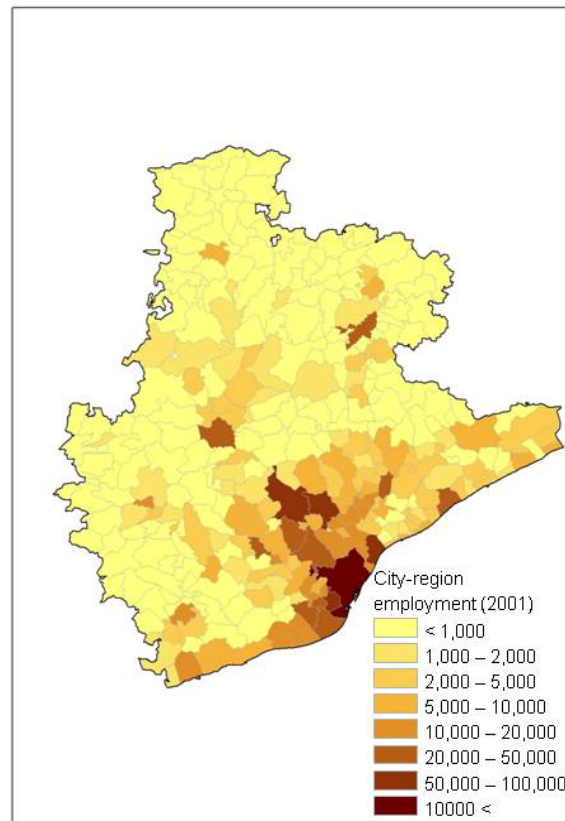 City-region
employment (2001)
< 1,000
1,000 – 2,000
2,000 – 5,000
5,000 – 10,000
10,000 – 20,000
20,000 – 50,000
50,000 – 100,000
10000 <